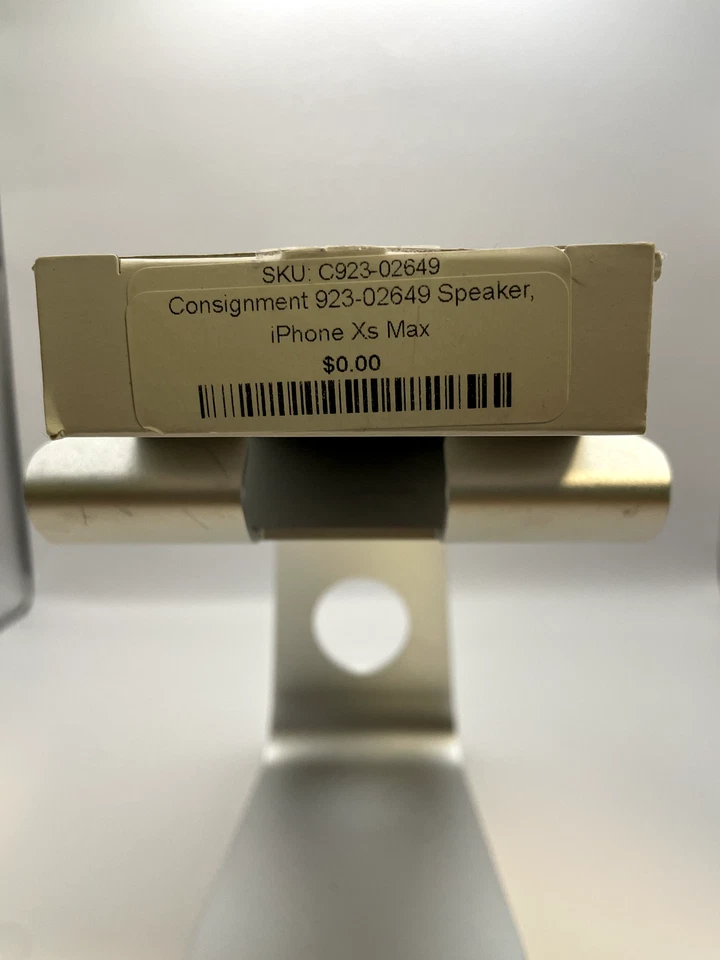 SKU: C923-02649
Consignment 923-02649 Speaker,
iPhone Xs Max
$0.00